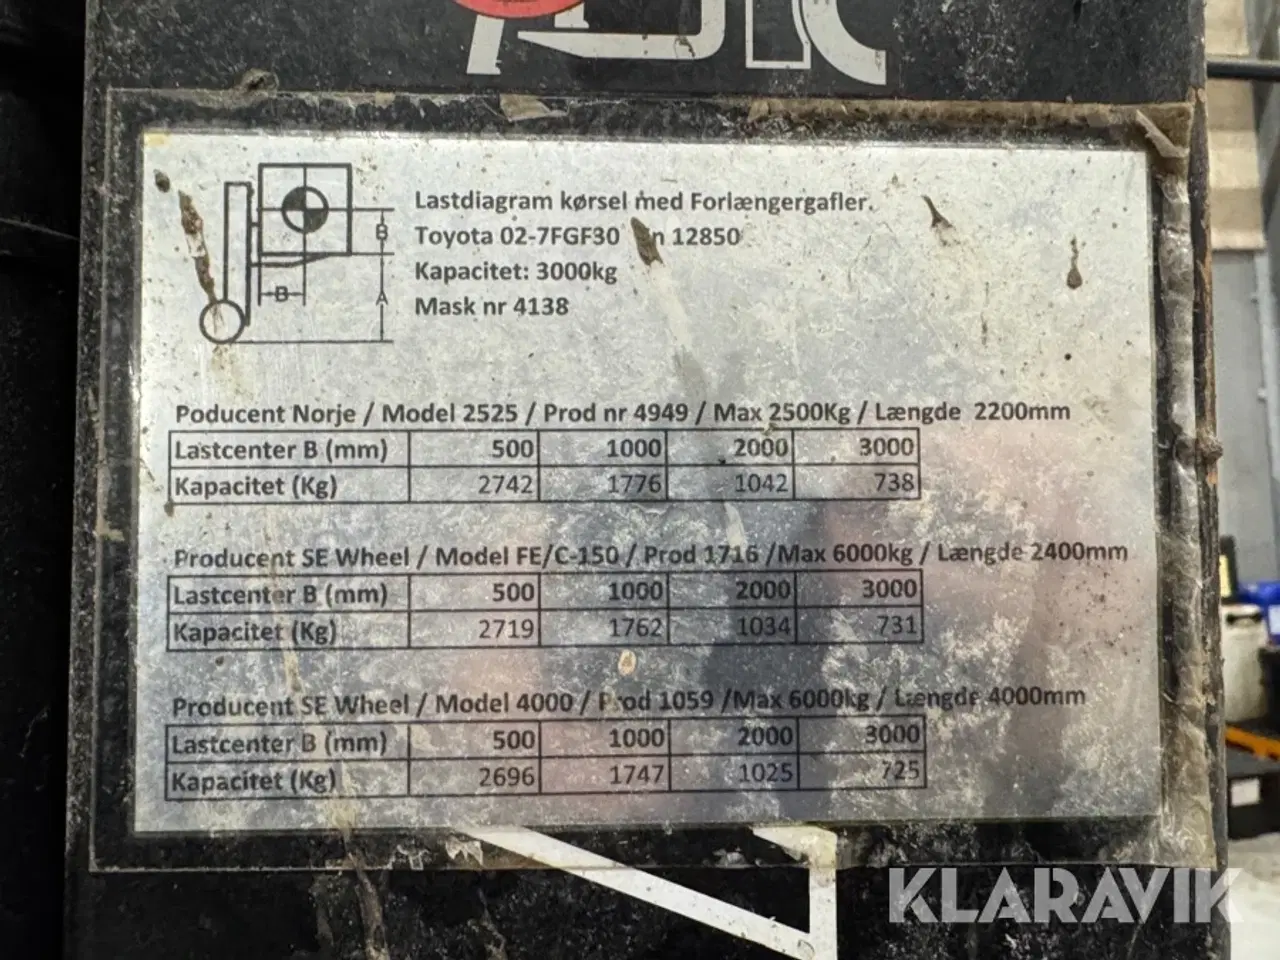 Lastdiagram kørsel med Forlængergafler.
Toyota 02-7FGF30 12850
Kapacitet: 3000kg
Mask nr 4138
B
B
A
Poducent Norje / Model 2525 / Prod nr 4949 / Max 2500Kg / Længde 2200mm
Lastcenter B (mm) 500 1000 2000 3000
Kapacitet (Kg) 2742 1776 1042 738
Producent SE Wheel / Model FE/C-150 / Prod 1716 /Max 6000kg / Længde 2400mm
Lastcenter B (mm) 500 1000 2000 3000
Kapacitet (Kg) 2719 1762 1034 731
Producent SE Wheel / Model 4000 / Prod 1059 /Max 6000kg / Længde 4000mm
Lastcenter B (mm) 500 1000 2000 3000
Kapacitet (Kg) 2696 1747 1025 725
KLARAVIK